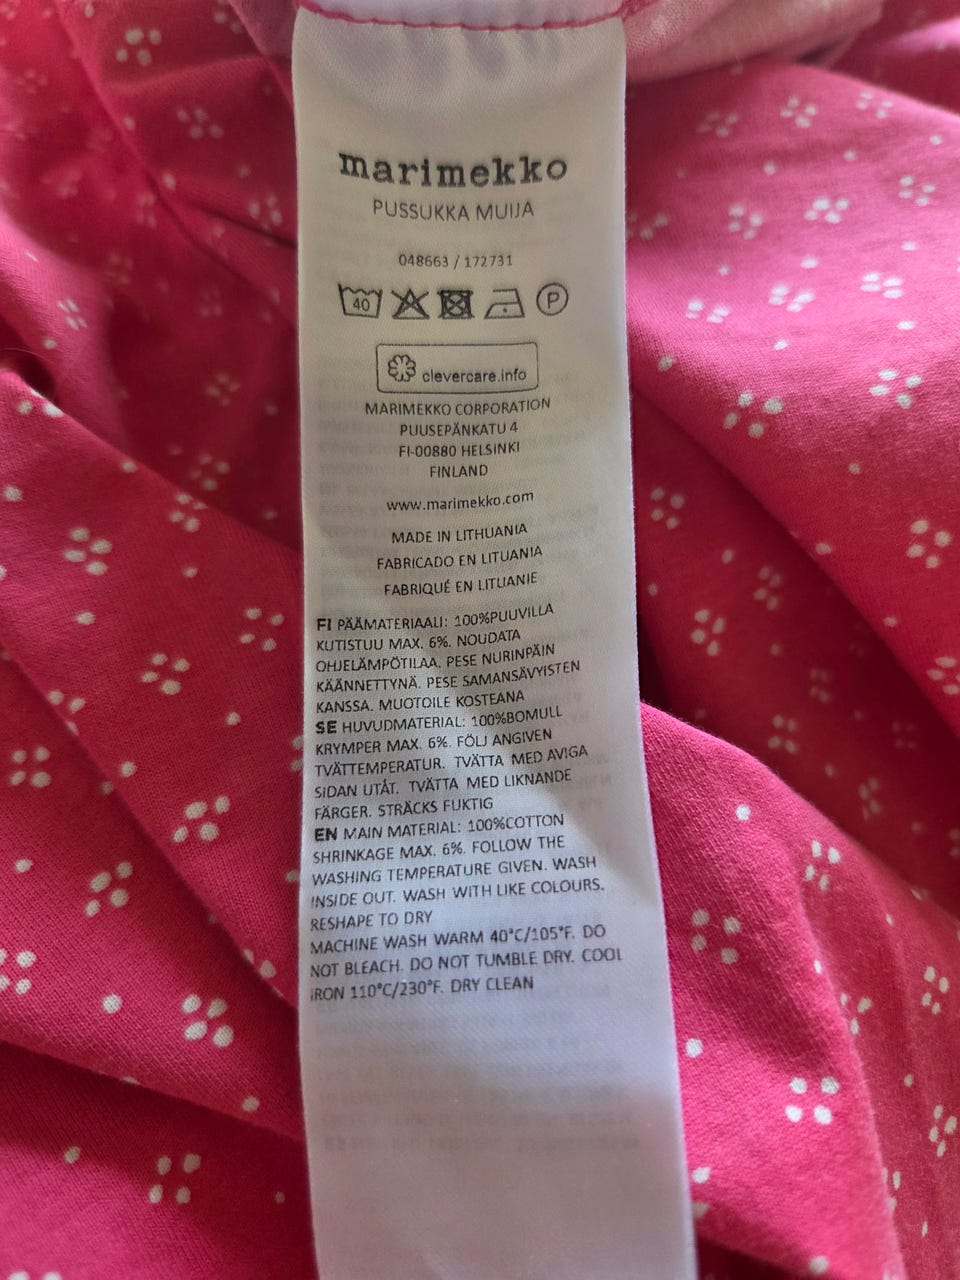 marimekko
PUSSUKKA MUIJA
048663 / 172731
40 P
clevercare.info
MARIMEKKO CORPORATION
PUUSEPÄNKATU 4
FI-00880 HELSINKI
FINLAND
www.marimekko.com
MADE IN LITHUANIA
FABRICADO EN LITUANIA
FABRIQUÉ EN LITUANIE
FI PÄÄMATERIAALI: 100%PUUVILLA
KUTISTUU MAX. 6%. NOUDATA
OHJELÄMPÖTILAA. PESE NURINPÄIN
KÄÄNNETTYNÄ. PESE SAMANSÄVYISTEN
KANSSA. MUOTOILE KOSTEANA
SE HUVUDMATERIAL: 100%BOMULL
KRYMPER MAX. 6%. FÖLJ ANGIVEN
TVÄTTEMPERATUR. TVÄTTA MED AVIGA
SIDAN UTÅT. TVÄTTA MED LIKNANDE
FÄRGER. STRÄCKS FUKTIG
EN MAIN MATERIAL: 100%COTTON
SHRINKAGE MAX. 6%. FOLLOW THE
WASHING TEMPERATURE GIVEN. WASH
INSIDE OUT. WASH WITH LIKE COLOURS.
RESHAPE TO DRY
MACHINE WASH WARM 40°C/105°F. DO
NOT BLEACH. DO NOT TUMBLE DRY. COOL
IRON 110°C/230°F. DRY CLEAN